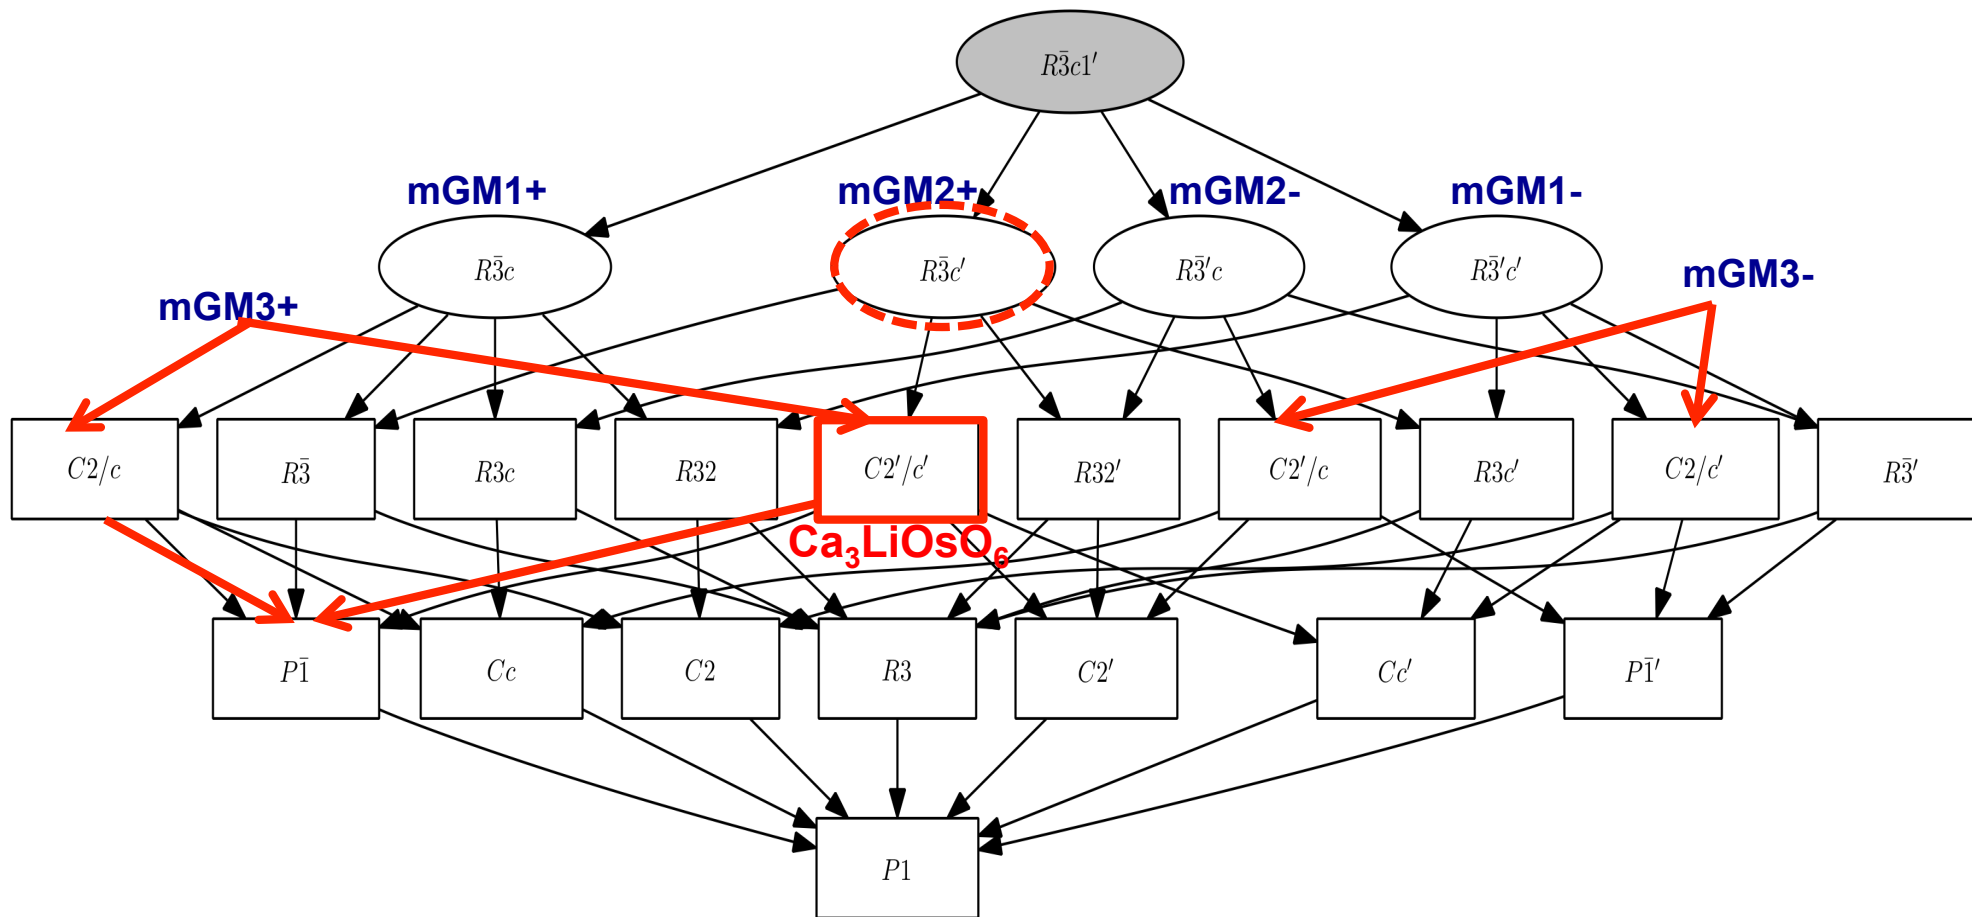 R3̄c1′
mGM1+
mGM2+
mGM2-
mGM1-
R3̄c
R3̄c′
R3̄′c
R3̄′c′
mGM3+
mGM3-
C2/c
R3̄
R3c
R32
C2′/c′
R32′
C2′/c
R3c′
C2/c′
R3̄′
Ca₃LiOsO₆
P1̄
Cc
C2
R3
C2′
Cc′
P1̄′
P1